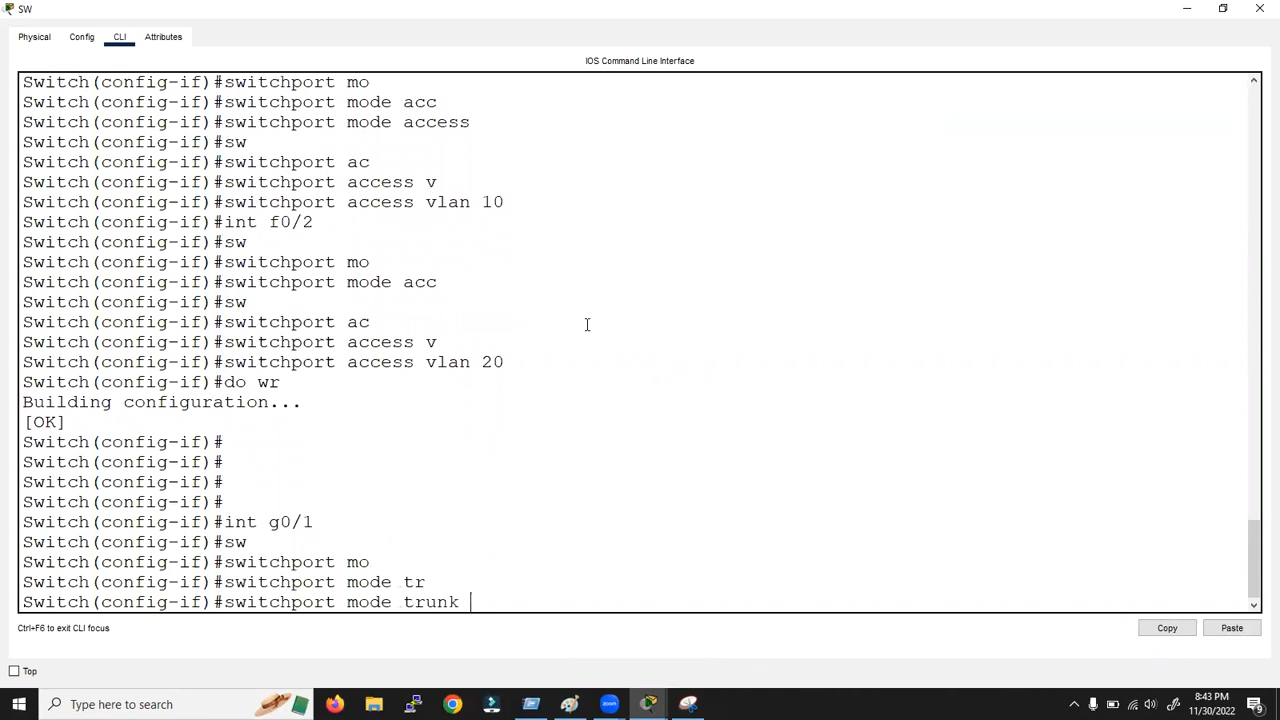 SW
Physical Config CLI Attributes
IOS Command Line Interface
Switch(config-if)#switchport mo
Switch(config-if)#switchport mode acc
Switch(config-if)#switchport mode access
Switch(config-if)#sw
Switch(config-if)#switchport ac
Switch(config-if)#switchport access v
Switch(config-if)#switchport access vlan 10
Switch(config-if)#int f0/2
Switch(config-if)#sw
Switch(config-if)#switchport mo
Switch(config-if)#switchport mode acc
Switch(config-if)#sw
Switch(config-if)#switchport ac
Switch(config-if)#switchport access v
Switch(config-if)#switchport access vlan 20
Switch(config-if)#do wr
Building configuration...
[OK]
Switch(config-if)#
Switch(config-if)#
Switch(config-if)#
Switch(config-if)#
Switch(config-if)#int g0/1
Switch(config-if)#sw
Switch(config-if)#switchport mo
Switch(config-if)#switchport mode tr
Switch(config-if)#switchport mode trunk
Ctrl+F6 to exit CLI focus
Copy Paste
Top
Type here to search
8:43 PM
11/30/2022
9